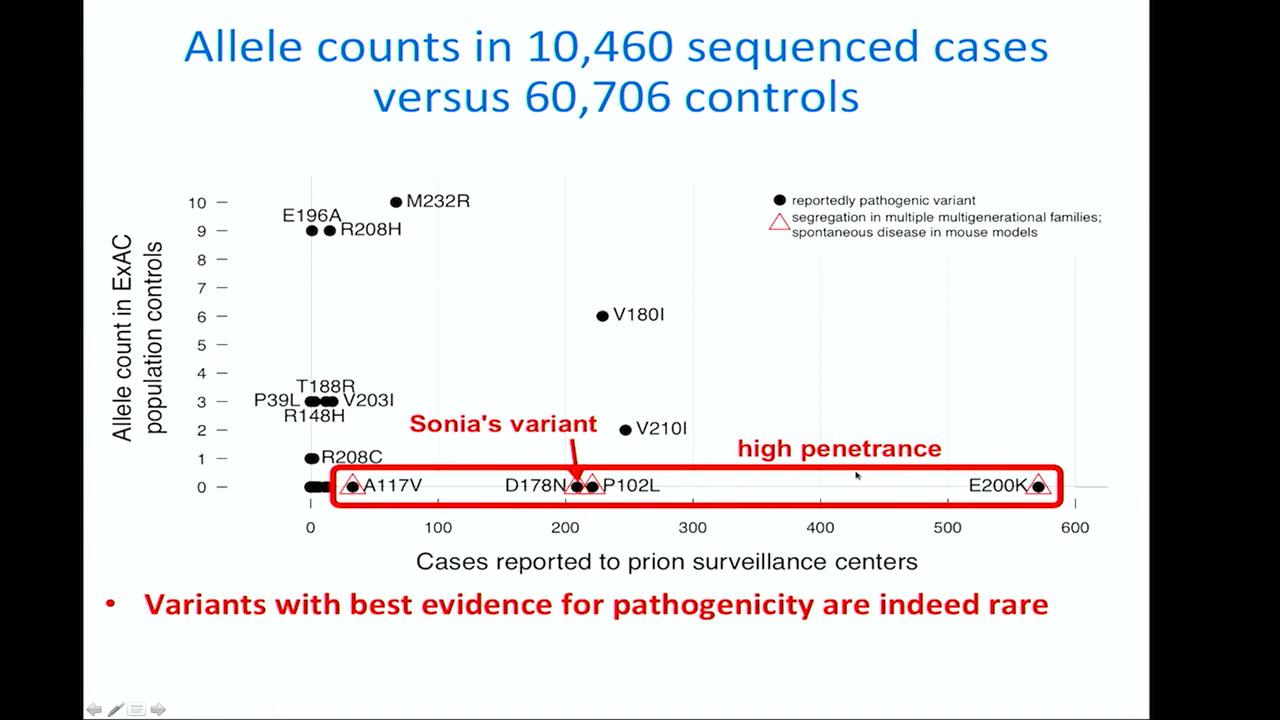 Allele counts in 10,460 sequenced cases
versus 60,706 controls
Allele count in ExAC
population controls
10
9
8
7
6
5
4
3
2
1
0
M232R
E196A
R208H
reportedly pathogenic variant
segregation in multiple multigenerational families;
spontaneous disease in mouse models
V180I
T188R
P39L
V203I
R148H
Sonia's variant
V210I
high penetrance
R208C
A117V
D178N
P102L
E200K
0
100
200
300
400
500
600
Cases reported to prion surveillance centers
• Variants with best evidence for pathogenicity are indeed rare